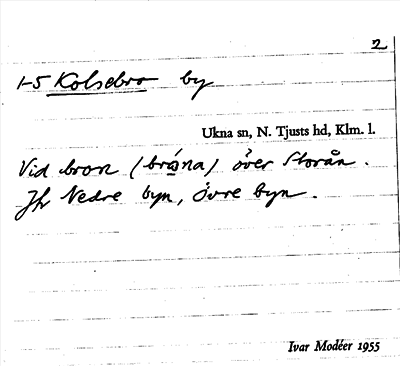 2
1-5 Kolsebro by
Ukna sn, N. Tjusts hd, Klm. l.
Vid bron (bróna) över Storån.
Jfr Nedre byn, Övre byn.
Ivar Modéer 1955